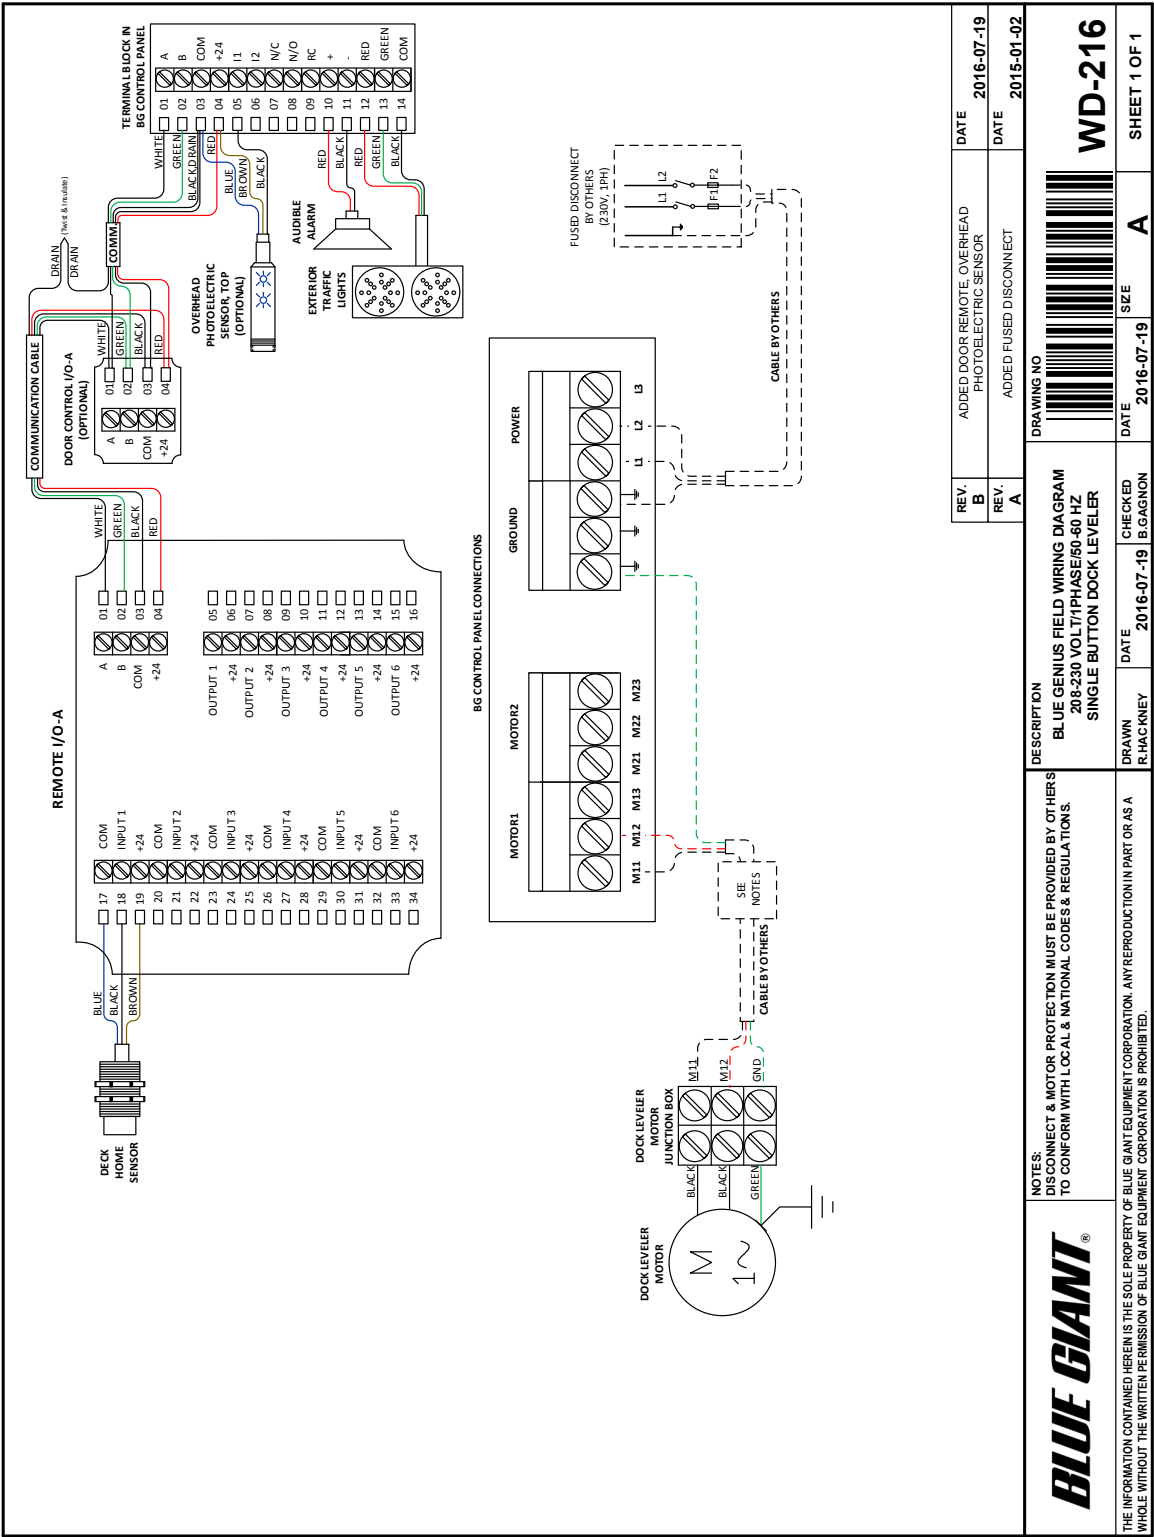 REMOTE I/O-A
DECK
HOME
SENSOR
BLUE
BLACK
BROWN
17 COM
18 INPUT 1
19 +24
20 COM
21 INPUT 2
22 +24
23 COM
24 INPUT 3
25 +24
26 COM
27 INPUT 4
28 +24
29 COM
30 INPUT 5
31 +24
32 COM
33 INPUT 6
34 +24
A 01
B 02
COM 03
+24 04
OUTPUT 1 05
+24 06
OUTPUT 2 07
+24 08
OUTPUT 3 09
+24 10
OUTPUT 4 11
+24 12
OUTPUT 5 13
+24 14
OUTPUT 6 15
+24 16
WHITE
GREEN
BLACK
RED
COMMUNICATION CABLE
DOOR CONTROL I/O-A
(OPTIONAL)
A 01
B 02
COM 03
+24 04
WHITE
GREEN
BLACK
RED
DRAIN
DRAIN
(Twist & Insulate)
COMM.
TERMINAL BLOCK IN
BG CONTROL PANEL
WHITE 01 A
GREEN 02 B
BLACK,DRAIN 03 COM
RED 04 +24
BLUE 05 I1
BROWN 06 I2
BLACK 07 N/C
08 N/O
09 RC
RED 10 +
BLACK 11 -
RED 12 RED
GREEN 13 GREEN
BLACK 14 COM
OVERHEAD
PHOTOELECTRIC
SENSOR, TOP
(OPTIONAL)
AUDIBLE
ALARM
EXTERIOR
TRAFFIC
LIGHTS
BG CONTROL PANEL CONNECTIONS
MOTOR1
MOTOR2
GROUND
POWER
M11
M12
M13
M21
M22
M23
L1
L2
L3
FUSED DISCONNECT
BY OTHERS
(230V, 1PH)
L1
L2
F1
F2
CABLE BY OTHERS
SEE
NOTES
CABLE BY OTHERS
DOCK LEVELER
MOTOR
JUNCTION BOX
M11
M12
GND
BLACK
BLACK
GREEN
DOCK LEVELER
MOTOR
M
1~
REV.
B
ADDED DOOR REMOTE, OVERHEAD
PHOTOELECTRIC SENSOR
DATE
2016-07-19
REV.
A
ADDED FUSED DISCONNECT
DATE
2015-01-02
BLUE GIANT®
NOTES:
DISCONNECT & MOTOR PROTECTION MUST BE PROVIDED BY OTHERS
TO CONFORM WITH LOCAL & NATIONAL CODES & REGULATIONS.
DESCRIPTION
BLUE GENIUS FIELD WIRING DIAGRAM
208-230 VOLT/1PHASE/50-60 HZ
SINGLE BUTTON DOCK LEVELER
DRAWING NO
WD-216
THE INFORMATION CONTAINED HEREIN IS THE SOLE PROPERTY OF BLUE GIANT EQUIPMENT CORPORATION. ANY REPRODUCTION IN PART OR AS A
WHOLE WITHOUT THE WRITTEN PERMISSION OF BLUE GIANT EQUIPMENT CORPORATION IS PROHIBITED.
DRAWN
R.HACKNEY
DATE
2016-07-19
CHECKED
B.GAGNON
DATE
2016-07-19
SIZE
A
SHEET 1 OF 1